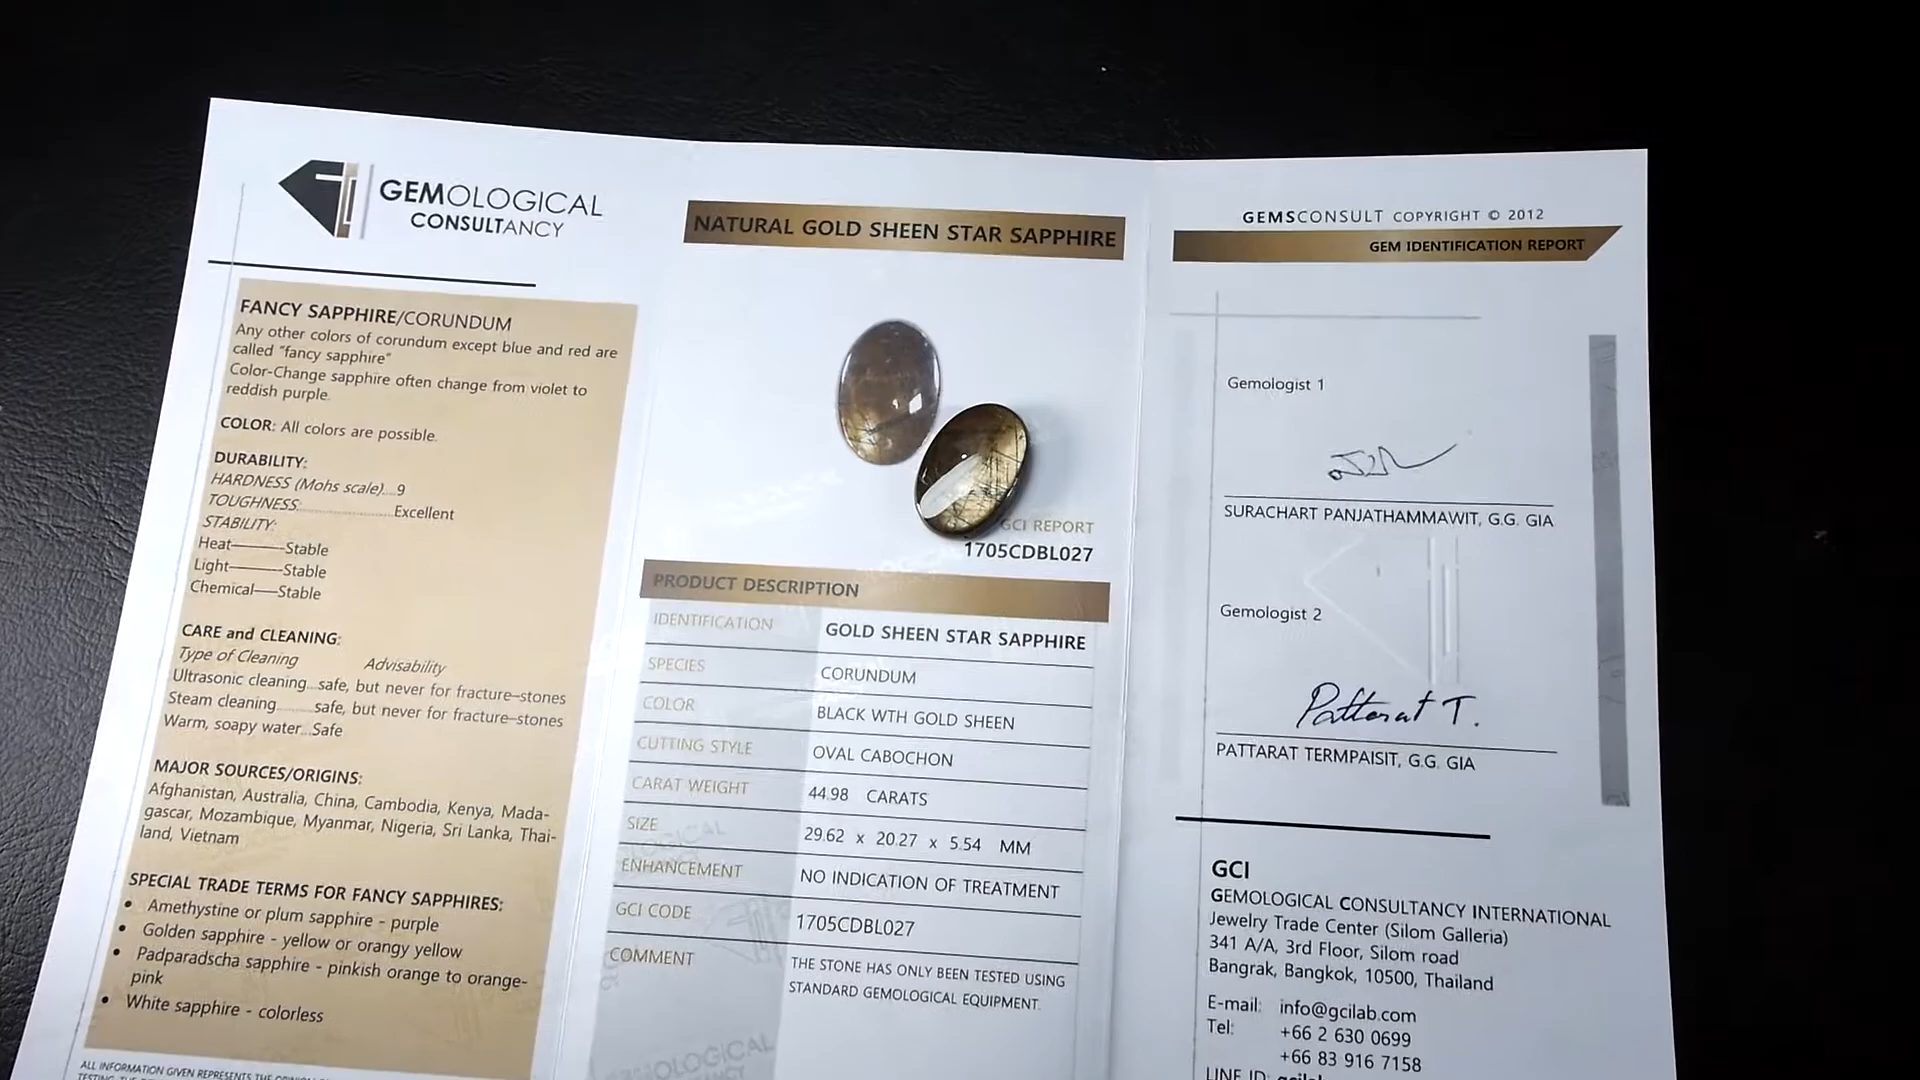 GEMOLOGICAL
CONSULTANCY
FANCY SAPPHIRE/CORUNDUM
Any other colors of corundum except blue and red are
called "fancy sapphire"
Color-Change sapphire often change from violet to
reddish purple.
COLOR: All colors are possible.
DURABILITY:
HARDNESS (Mohs scale)....9
TOUGHNESS..........................Excellent
STABILITY:
Heat————Stable
Light————Stable
Chemical——Stable
CARE and CLEANING:
Type of Cleaning Advisability
Ultrasonic cleaning...safe, but never for fracture-stones
Steam cleaning...........safe, but never for fracture-stones
Warm, soapy water...Safe
MAJOR SOURCES/ORIGINS:
Afghanistan, Australia, China, Cambodia, Kenya, Mada-
gascar, Mozambique, Myanmar, Nigeria, Sri Lanka, Thai-
land, Vietnam
SPECIAL TRADE TERMS FOR FANCY SAPPHIRES:
• Amethystine or plum sapphire - purple
• Golden sapphire - yellow or orangy yellow
• Padparadscha sapphire - pinkish orange to orange-
pink
• White sapphire - colorless
ALL INFORMATION GIVEN REPRESENTS THE
NATURAL GOLD SHEEN STAR SAPPHIRE
GCI REPORT
1705CDBL027
PRODUCT DESCRIPTION
IDENTIFICATION GOLD SHEEN STAR SAPPHIRE
SPECIES CORUNDUM
COLOR BLACK WTH GOLD SHEEN
CUTTING STYLE OVAL CABOCHON
CARAT WEIGHT 44.98 CARATS
SIZE 29.62 x 20.27 x 5.54 MM
ENHANCEMENT NO INDICATION OF TREATMENT
GCI CODE 1705CDBL027
COMMENT THE STONE HAS ONLY BEEN TESTED USING
STANDARD GEMOLOGICAL EQUIPMENT.
GEMSCONSULT COPYRIGHT © 2012
GEM IDENTIFICATION REPORT
Gemologist 1
SURACHART PANJATHAMMAWIT, G.G. GIA
Gemologist 2
Pattarat T.
PATTARAT TERMPAISIT, G.G. GIA
GCI
GEMOLOGICAL CONSULTANCY INTERNATIONAL
Jewelry Trade Center (Silom Galleria)
341 A/A, 3rd Floor, Silom road
Bangrak, Bangkok, 10500, Thailand
E-mail: info@gcilab.com
Tel: +66 2 630 0699
+66 83 916 7158
LINE ID: